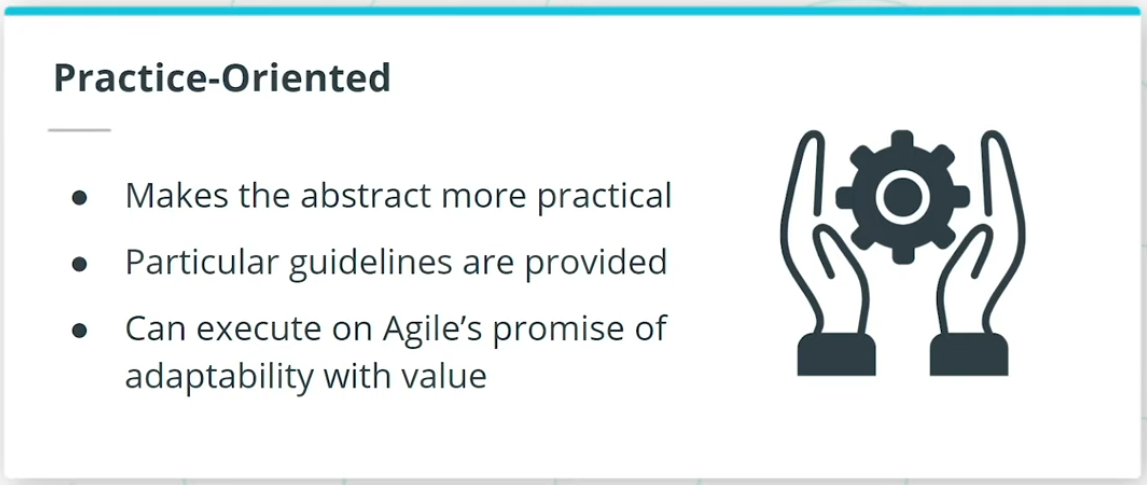 Practice-Oriented
● Makes the abstract more practical
● Particular guidelines are provided
● Can execute on Agile’s promise of
adaptability with value